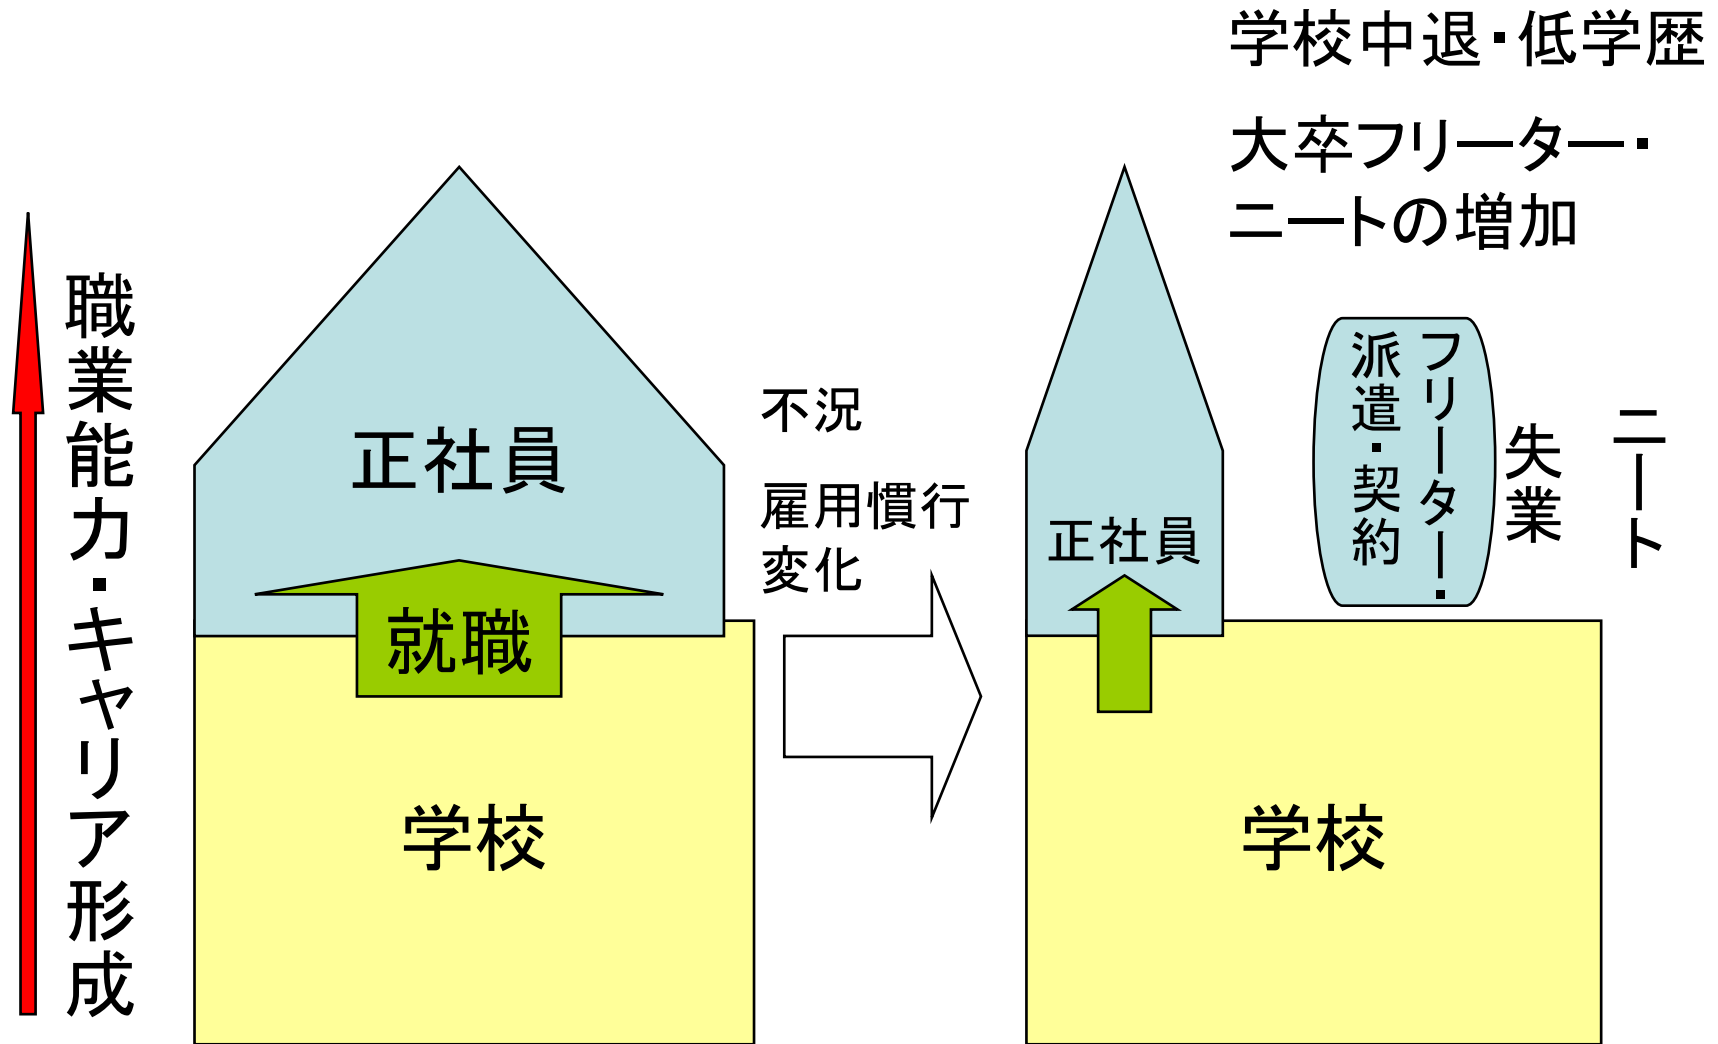 学校中退・低学歴
大卒フリーター・
ニートの増加
職業能力・キャリア形成
正社員
就職
学校
不況
雇用慣行
変化
正社員
フリーター・
派遣・契約
失業
ニート
学校